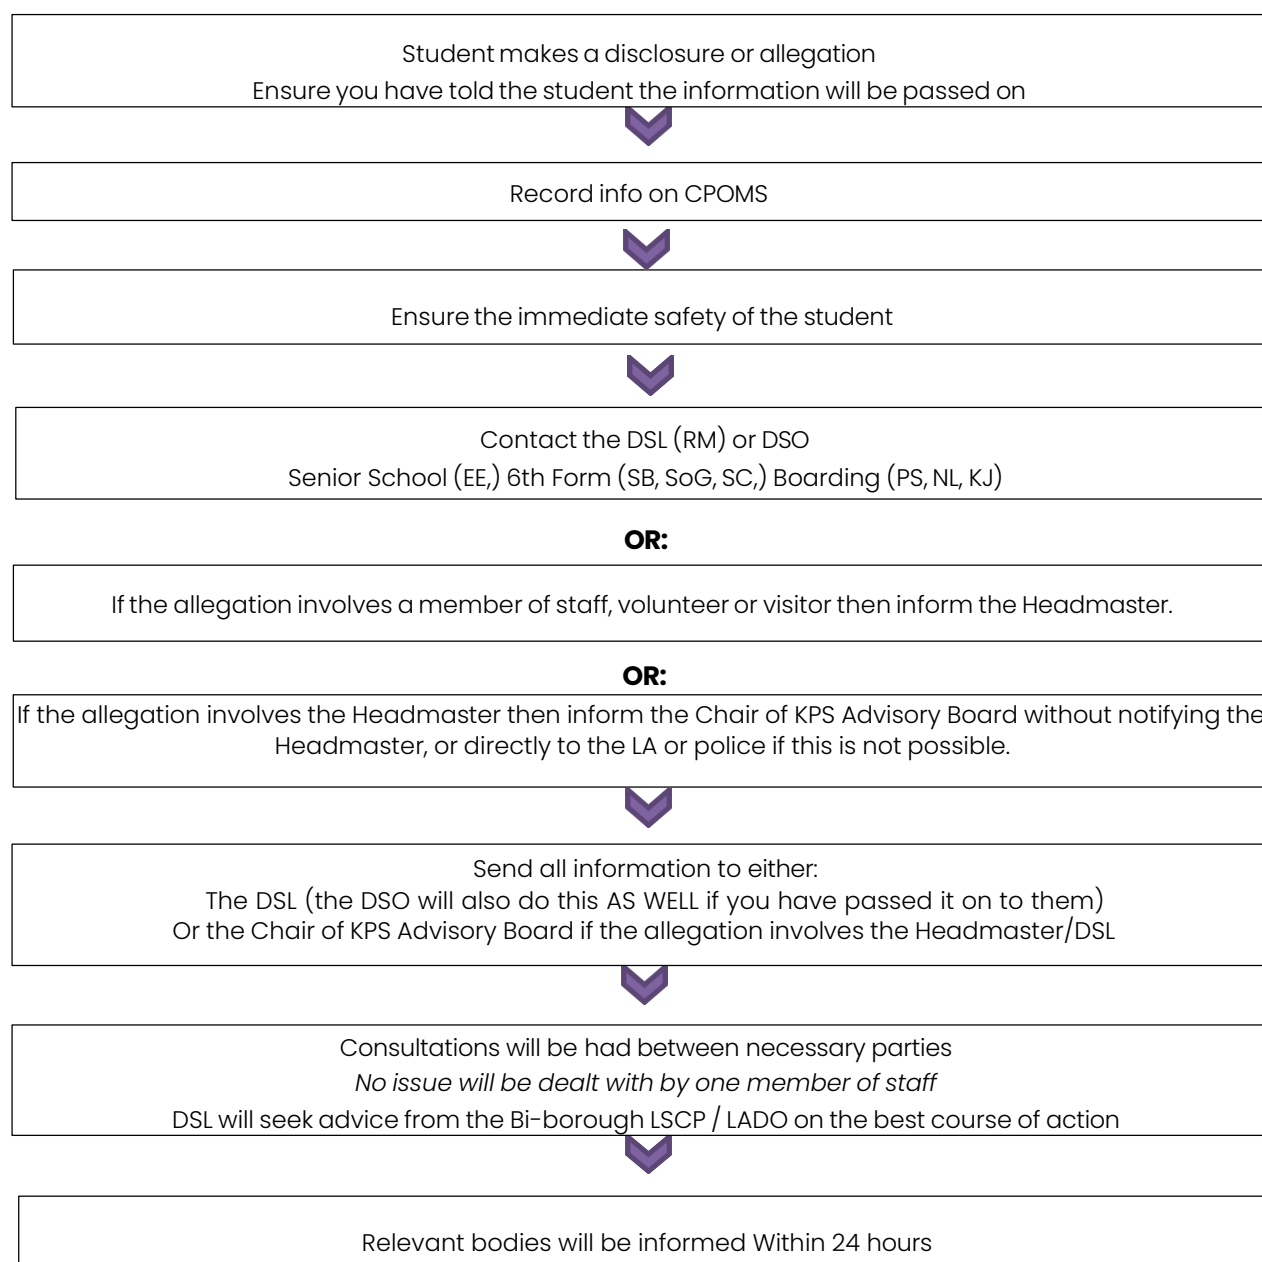 Student makes a disclosure or allegation
Ensure you have told the student the information will be passed on
Record info on CPOMS
Ensure the immediate safety of the student
Contact the DSL (RM) or DSO
Senior School (EE,) 6th Form (SB, SoG, SC,) Boarding (PS, NL, KJ)
OR:
If the allegation involves a member of staff, volunteer or visitor then inform the Headmaster.
OR:
If the allegation involves the Headmaster then inform the Chair of KPS Advisory Board without notifying the
Headmaster, or directly to the LA or police if this is not possible.
Send all information to either:
The DSL (the DSO will also do this AS WELL if you have passed it on to them)
Or the Chair of KPS Advisory Board if the allegation involves the Headmaster/DSL
Consultations will be had between necessary parties
No issue will be dealt with by one member of staff
DSL will seek advice from the Bi-borough LSCP / LADO on the best course of action
Relevant bodies will be informed Within 24 hours